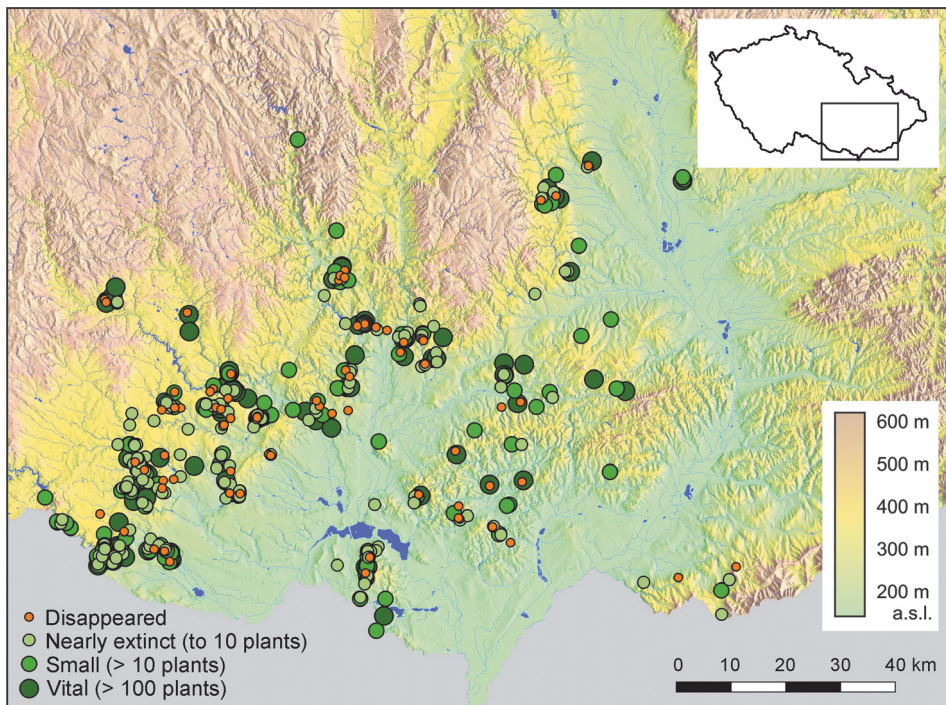 600 m
500 m
400 m
300 m
200 m
a.s.l.
Disappeared
Nearly extinct (to 10 plants)
Small (> 10 plants)
Vital (> 100 plants)
0 10 20 30 40 km